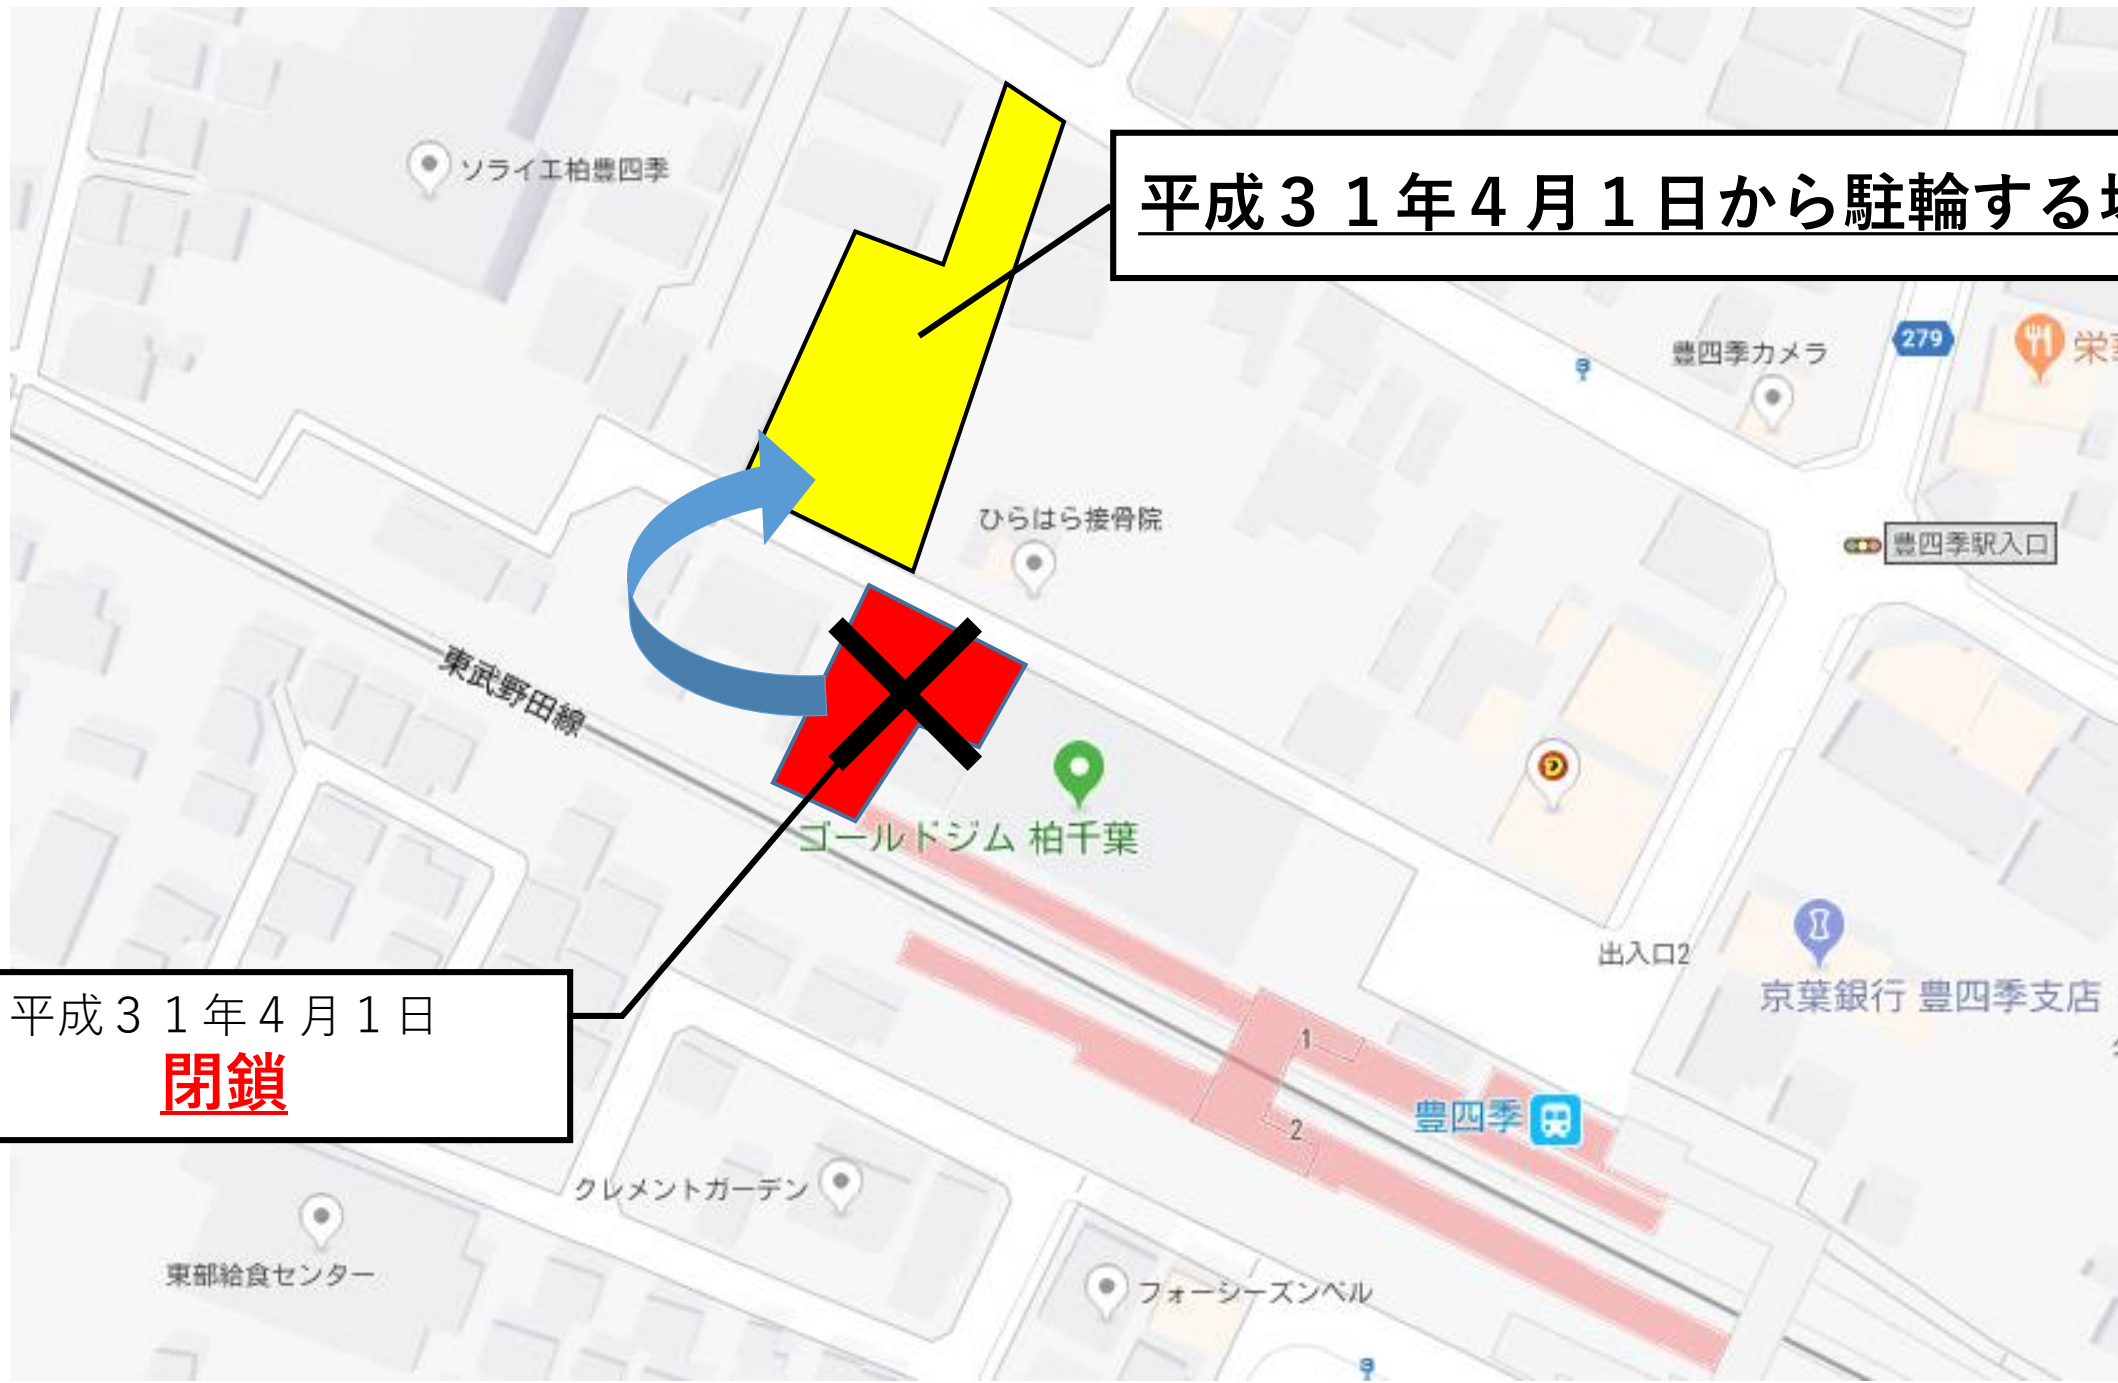 ソライエ柏豊四季
平成３１年４月１日から駐輪する
279
豊四季カメラ
栄
ひらはら接骨院
豊四季駅入口
東武野田線
ゴールドジム 柏千葉
出入口2
京葉銀行 豊四季支店
平成３１年４月１日
閉鎖
1
豊四季
2
クレメントガーデン
東部給食センター
フォーシーズンベル